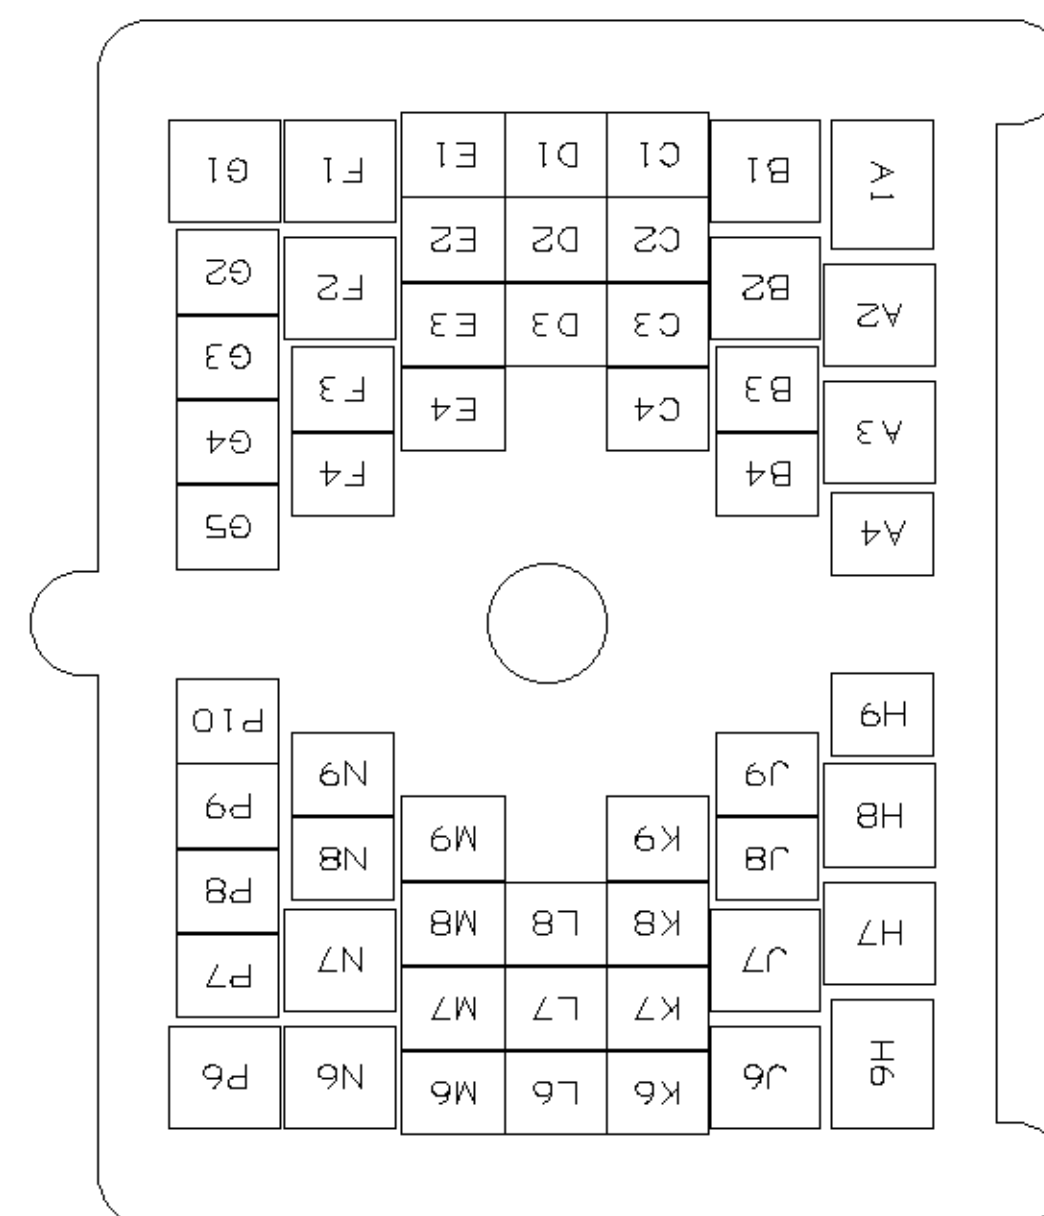 H6 J6 K6 L6 M6 N6 P6
H7 J7 K7 L7 M7 N7 P7
H8 J8 K8 L8 M8 N8 P8
H9 J9 K9 M9 N9 P9
P10
G5
A4 B4 C4 E4 F4 G4
A3 B3 C3 D3 E3 F3 G3
A2 B2 C2 D2 E2 F2 G2
A1 B1 C1 D1 E1 F1 G1